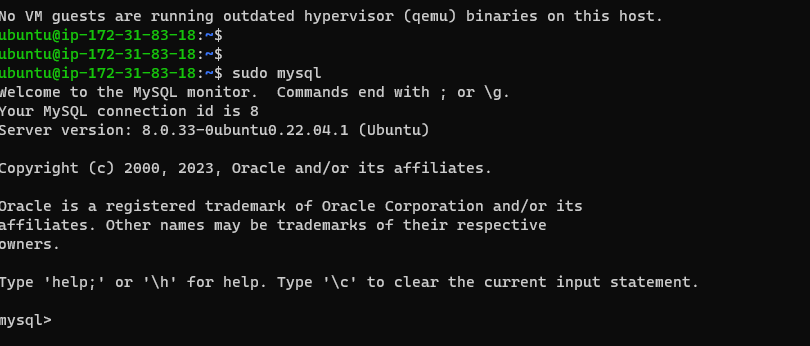 No VM guests are running outdated hypervisor (qemu) binaries on this host.
ubuntu@ip-172-31-83-18:~$
ubuntu@ip-172-31-83-18:~$
ubuntu@ip-172-31-83-18:~$ sudo mysql
Welcome to the MySQL monitor.  Commands end with ; or \g.
Your MySQL connection id is 8
Server version: 8.0.33-0ubuntu0.22.04.1 (Ubuntu)
Copyright (c) 2000, 2023, Oracle and/or its affiliates.
Oracle is a registered trademark of Oracle Corporation and/or its
affiliates. Other names may be trademarks of their respective
owners.
Type 'help;' or '\h' for help. Type '\c' to clear the current input statement.
mysql>